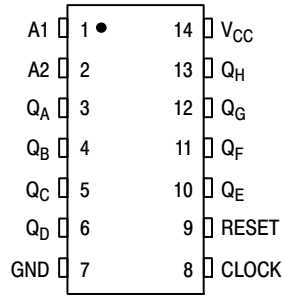 A1 1 14 VCC
A2 2 13 QH
QA 3 12 QG
QB 4 11 QF
QC 5 10 QE
QD 6 9 RESET
GND 7 8 CLOCK